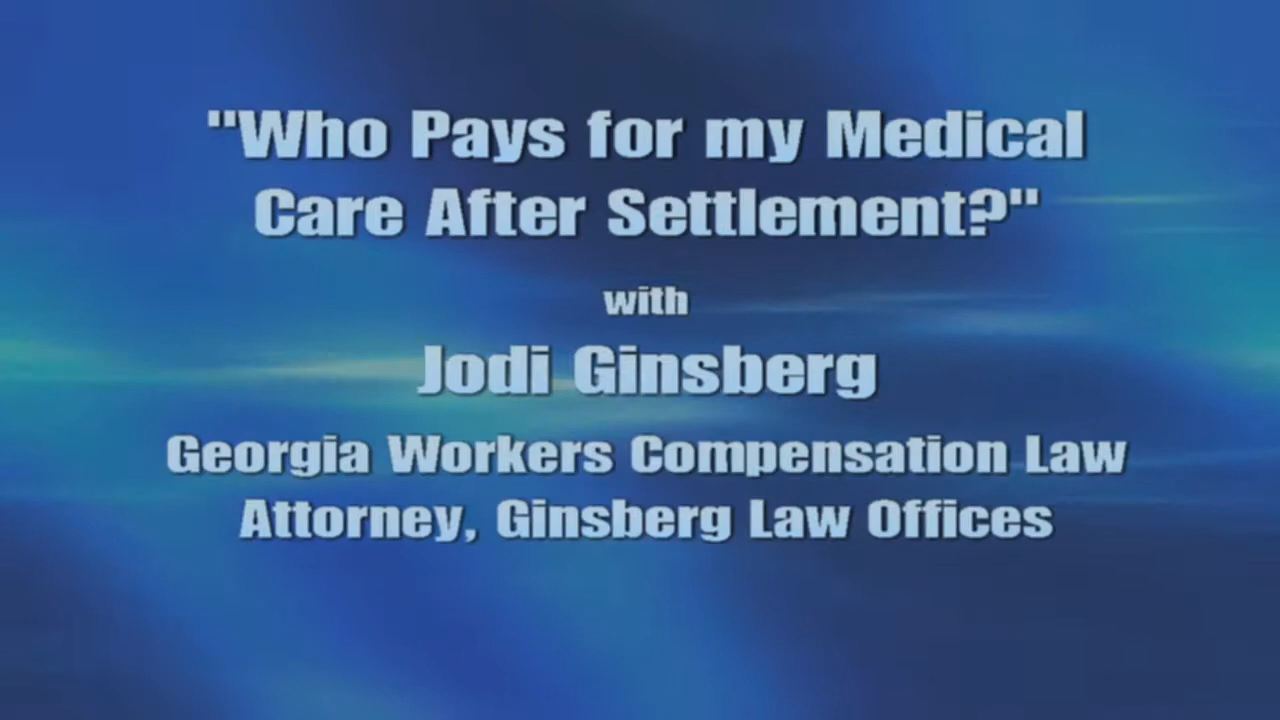 "Who Pays for my Medical
Care After Settlement?"
with
Jodi Ginsberg
Georgia Workers Compensation Law
Attorney, Ginsberg Law Offices